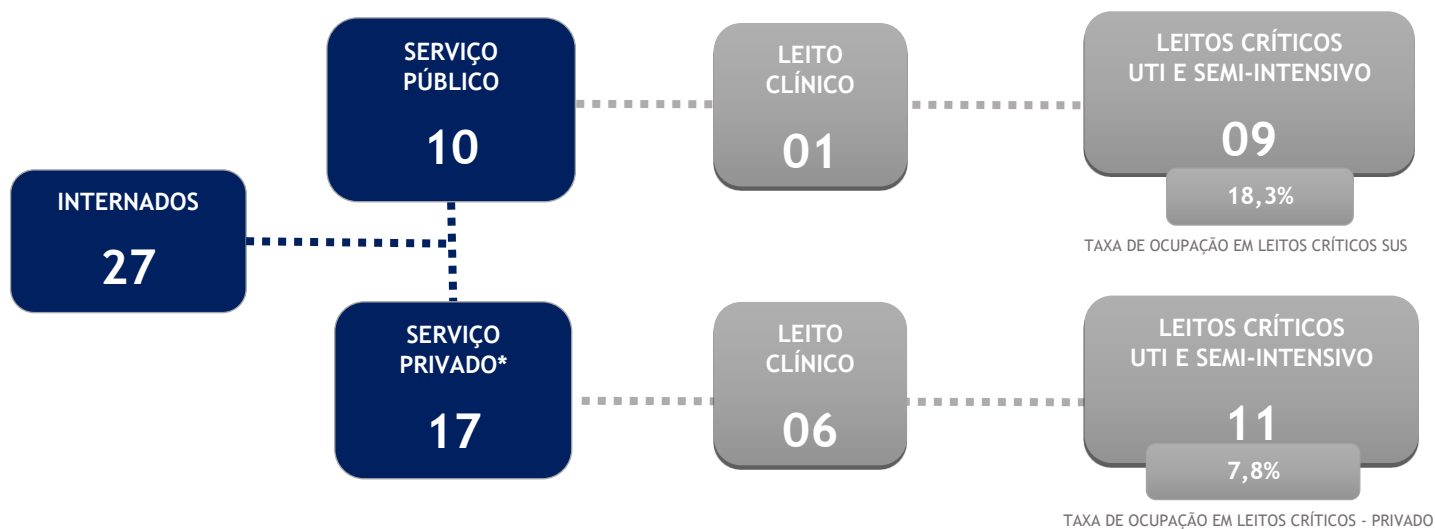 INTERNADOS
27
SERVIÇO
PÚBLICO
10
LEITO
CLÍNICO
01
LEITOS CRÍTICOS
UTI E SEMI-INTENSIVO
09
18,3%
TAXA DE OCUPAÇÃO EM LEITOS CRÍTICOS SUS
SERVIÇO
PRIVADO*
17
LEITO
CLÍNICO
06
LEITOS CRÍTICOS
UTI E SEMI-INTENSIVO
11
7,8%
TAXA DE OCUPAÇÃO EM LEITOS CRÍTICOS - PRIVADO